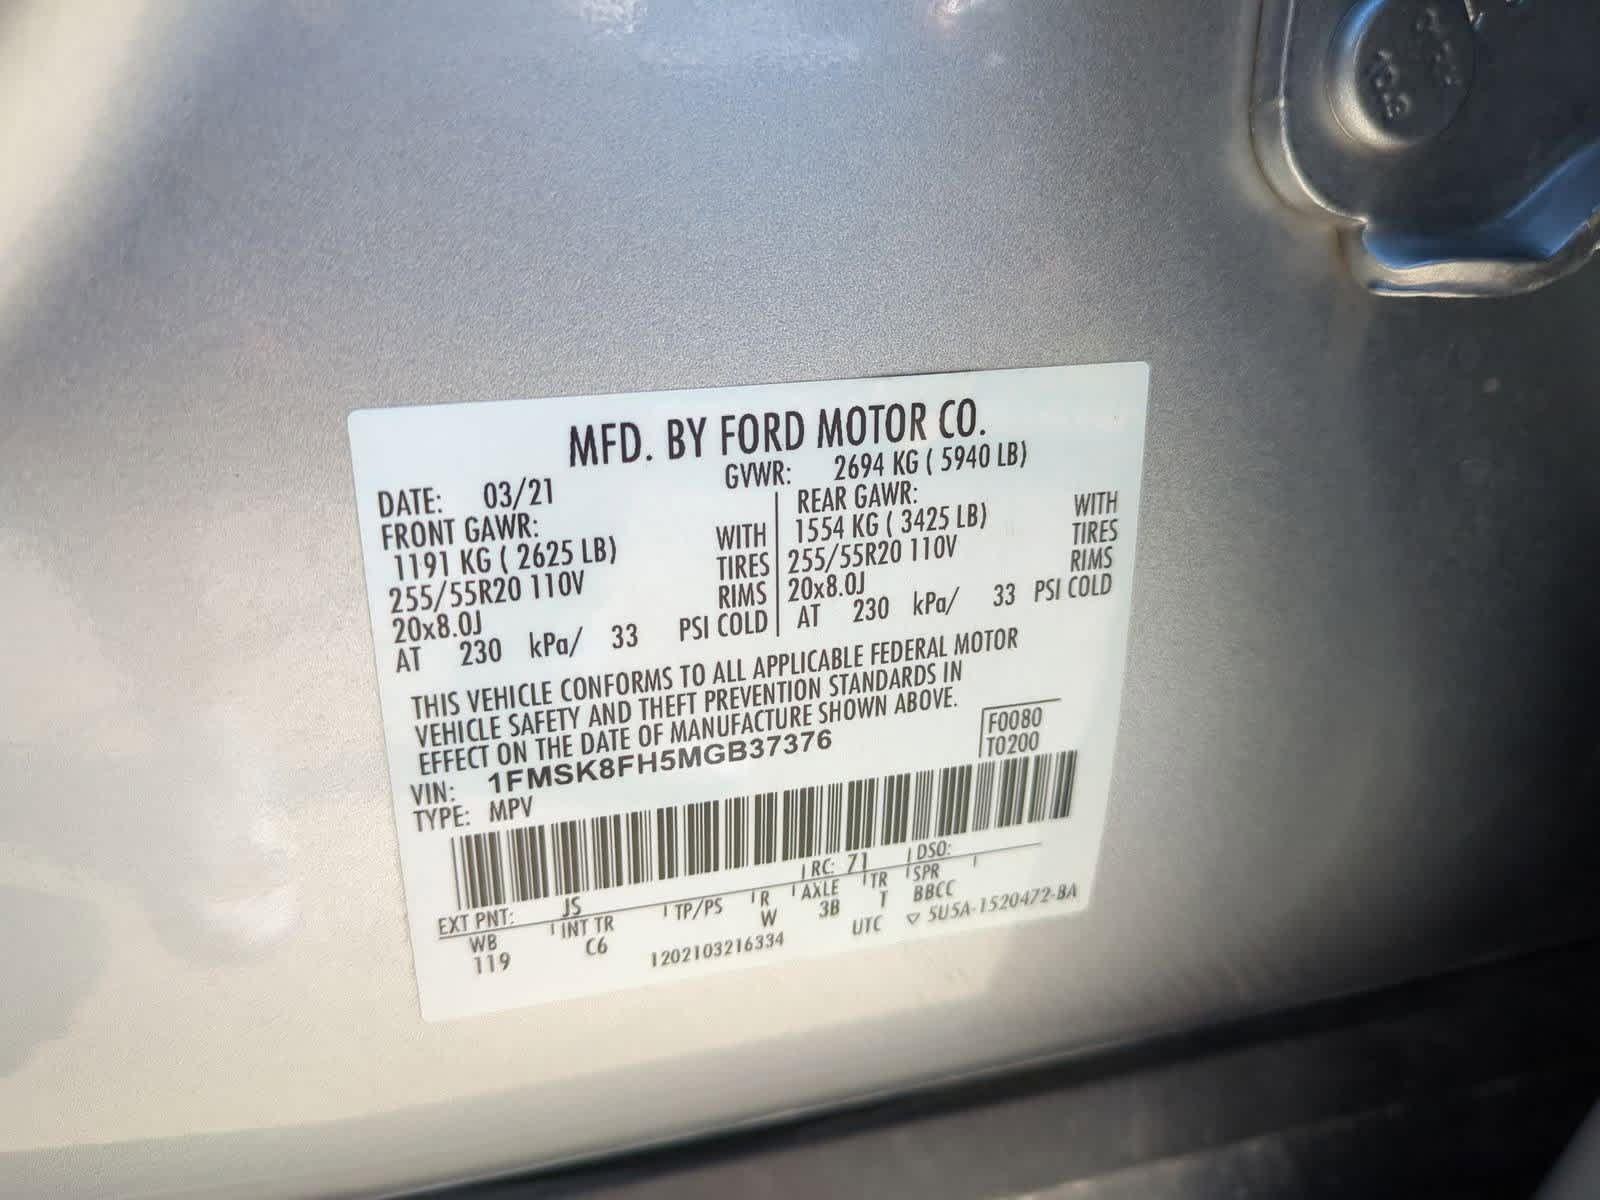 MFD. BY FORD MOTOR CO.
DATE: 03/21 GVWR: 2694 KG ( 5940 LB)
FRONT GAWR: REAR GAWR:
1191 KG ( 2625 LB) WITH 1554 KG ( 3425 LB) WITH
255/55R20 110V TIRES 255/55R20 110V TIRES
20x8.0J RIMS 20x8.0J RIMS
AT 230 kPa/ 33 PSI COLD AT 230 kPa/ 33 PSI COLD
THIS VEHICLE CONFORMS TO ALL APPLICABLE FEDERAL MOTOR
VEHICLE SAFETY AND THEFT PREVENTION STANDARDS IN
EFFECT ON THE DATE OF MANUFACTURE SHOWN ABOVE.
F0080
T0200
VIN: 1FMSK8FH5MGB37376
TYPE: MPV
EXT PNT: JS RC: 71 DSO:
WB INT TR TP/PS R AXLE TR SPR
119 C6 W 3B T BBCC
1202103216334 UTC ▽ 5U5A-1520472-BA